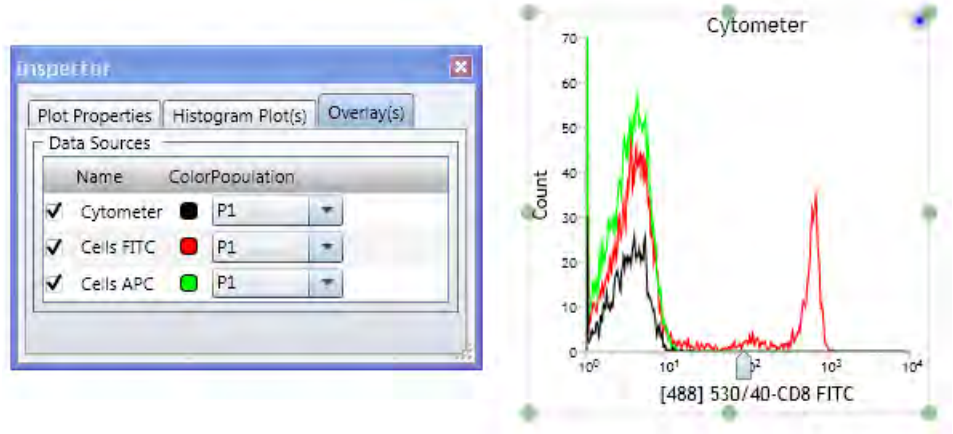 Inspector
Plot Properties
Histogram Plot(s)
Overlay(s)
Data Sources
Name
ColorPopulation
Cytometer
P1
Cells FITC
P1
Cells APC
P1
Cytometer
Count
70
60
50
40
30
20
10
0
10⁰
10¹
10²
10³
10⁴
[488] 530/40-CD8 FITC